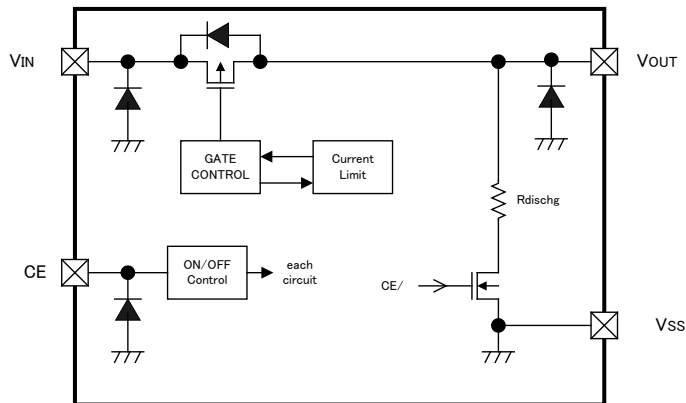 VIN
VOUT
GATE
CONTROL
Current
Limit
Rdischg
CE
ON/OFF
Control
each
circuit
CE/
VSS